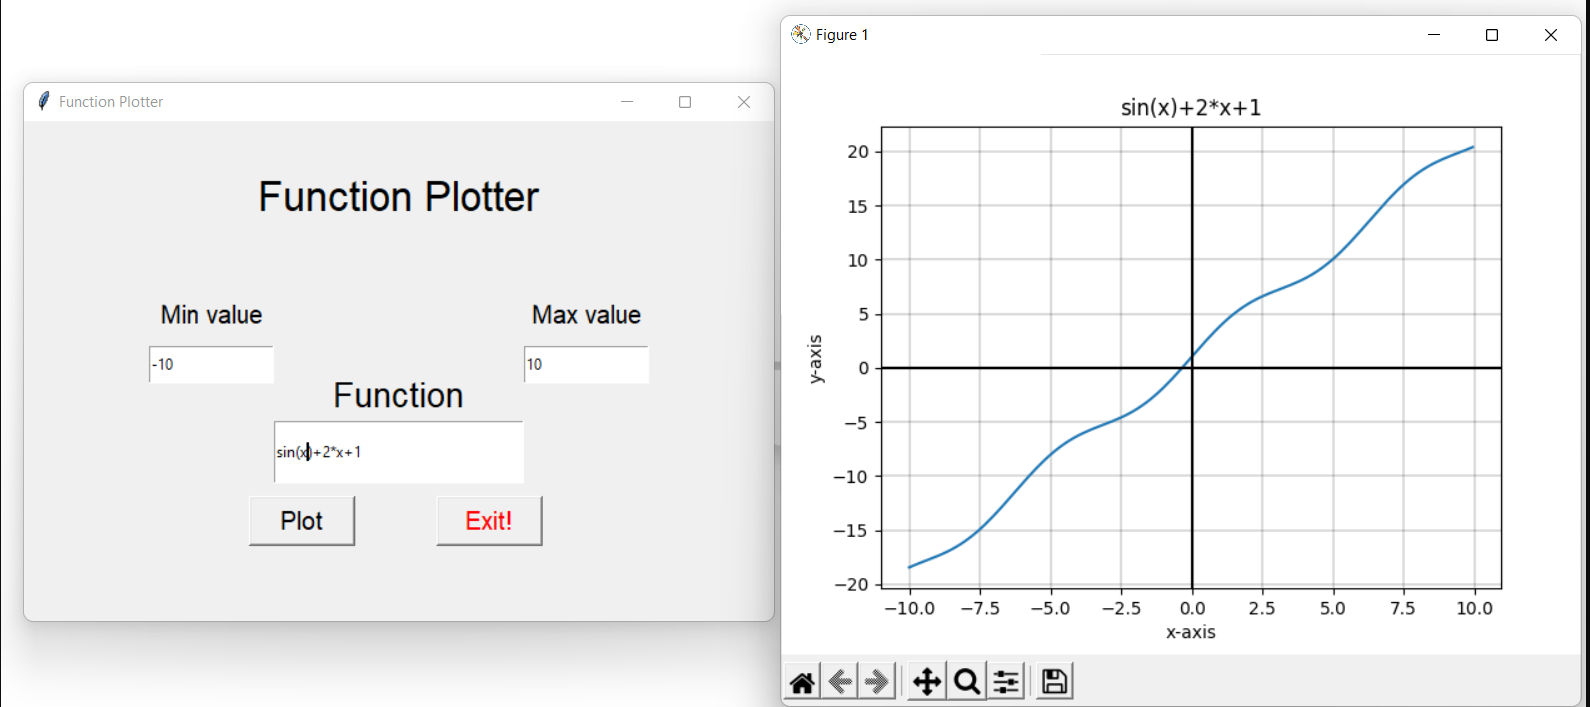 Function Plotter
Function Plotter
Min value
Max value
-10
10
Function
sin(x)+2*x+1
Plot
Exit!
Figure 1
sin(x)+2*x+1
20
15
10
5
0
−5
−10
−15
−20
y-axis
−10.0 −7.5 −5.0 −2.5 0.0 2.5 5.0 7.5 10.0
x-axis